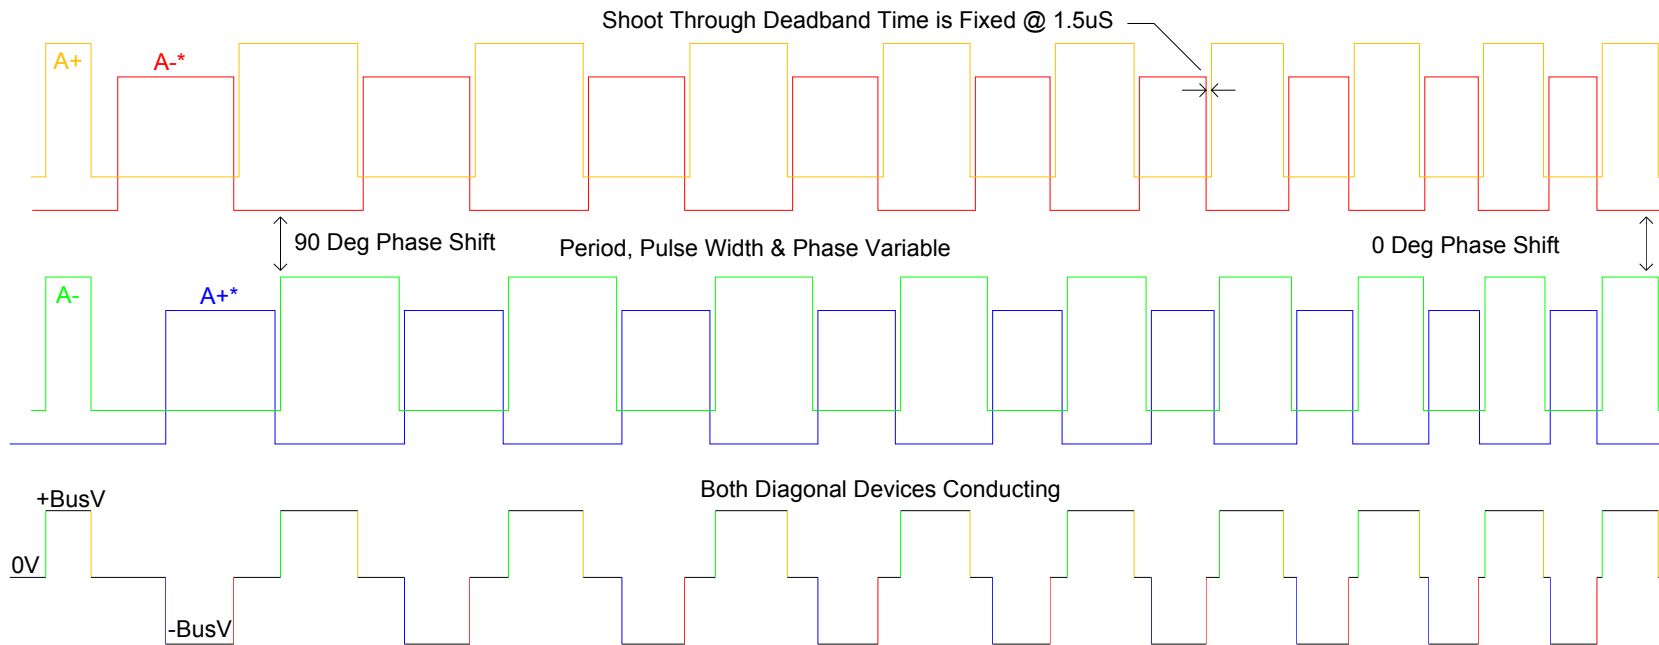 Shoot Through Deadband Time is Fixed @ 1.5uS
A+
A-*
90 Deg Phase Shift
Period, Pulse Width & Phase Variable
0 Deg Phase Shift
A-
A+*
Both Diagonal Devices Conducting
+BusV
0V
-BusV